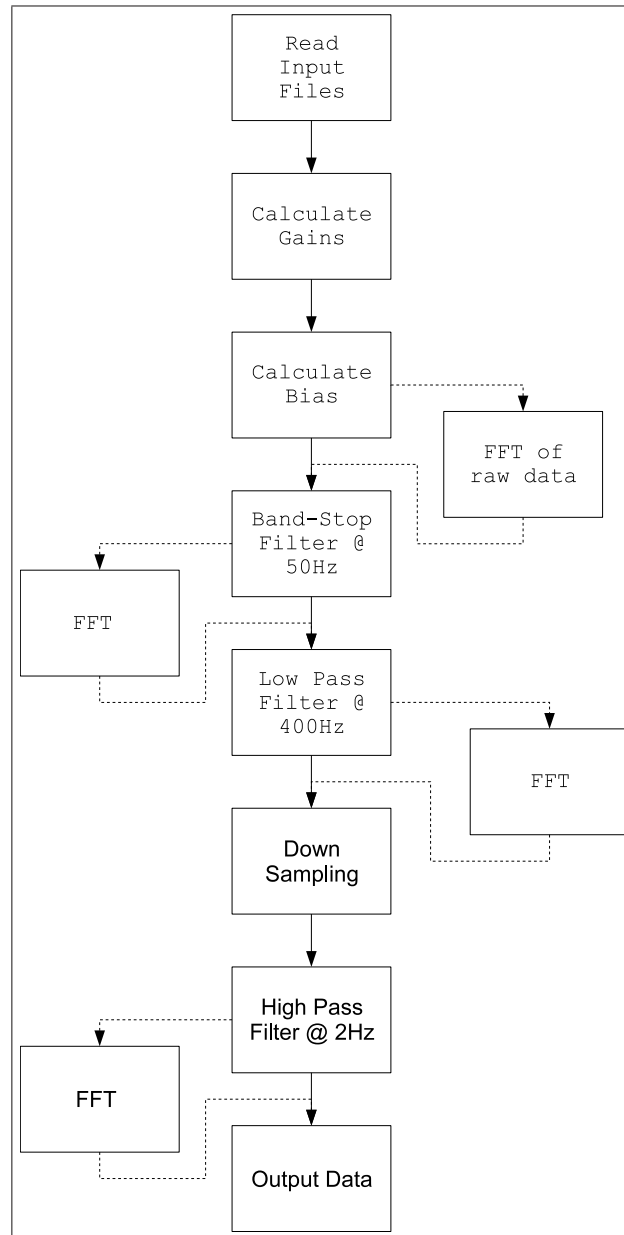 Read
Input
Files
Calculate
Gains
Calculate
Bias
FFT of
raw data
Band-Stop
Filter @
50Hz
FFT
Low Pass
Filter @
400Hz
FFT
Down
Sampling
High Pass
Filter @ 2Hz
FFT
Output Data